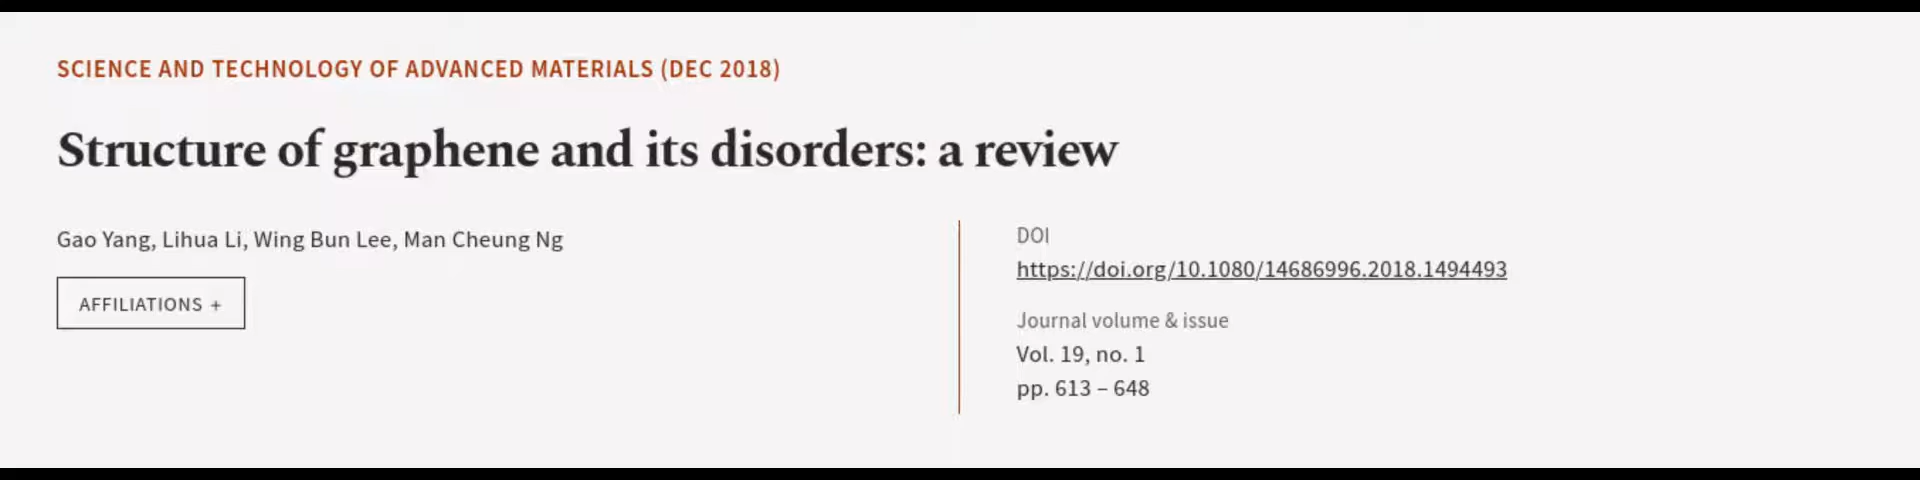 SCIENCE AND TECHNOLOGY OF ADVANCED MATERIALS (DEC 2018)
Structure of graphene and its disorders: a review
Gao Yang, Lihua Li, Wing Bun Lee, Man Cheung Ng
AFFILIATIONS +
DOI
https://doi.org/10.1080/14686996.2018.1494493
Journal volume & issue
Vol. 19, no. 1
pp. 613 – 648